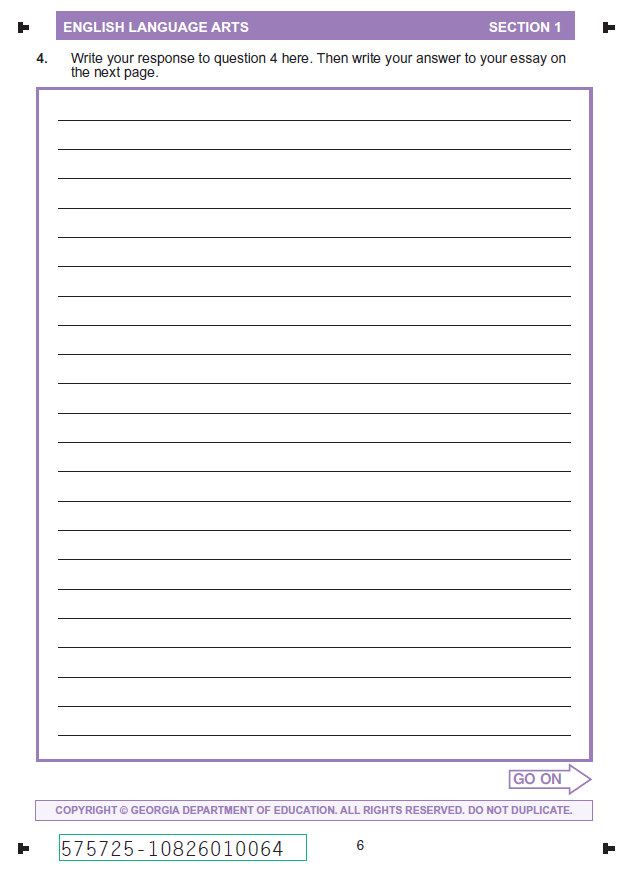 ENGLISH LANGUAGE ARTS SECTION 1
4. Write your response to question 4 here. Then write your answer to your essay on
the next page.
GO ON
COPYRIGHT © GEORGIA DEPARTMENT OF EDUCATION. ALL RIGHTS RESERVED. DO NOT DUPLICATE.
575725-10826010064 6